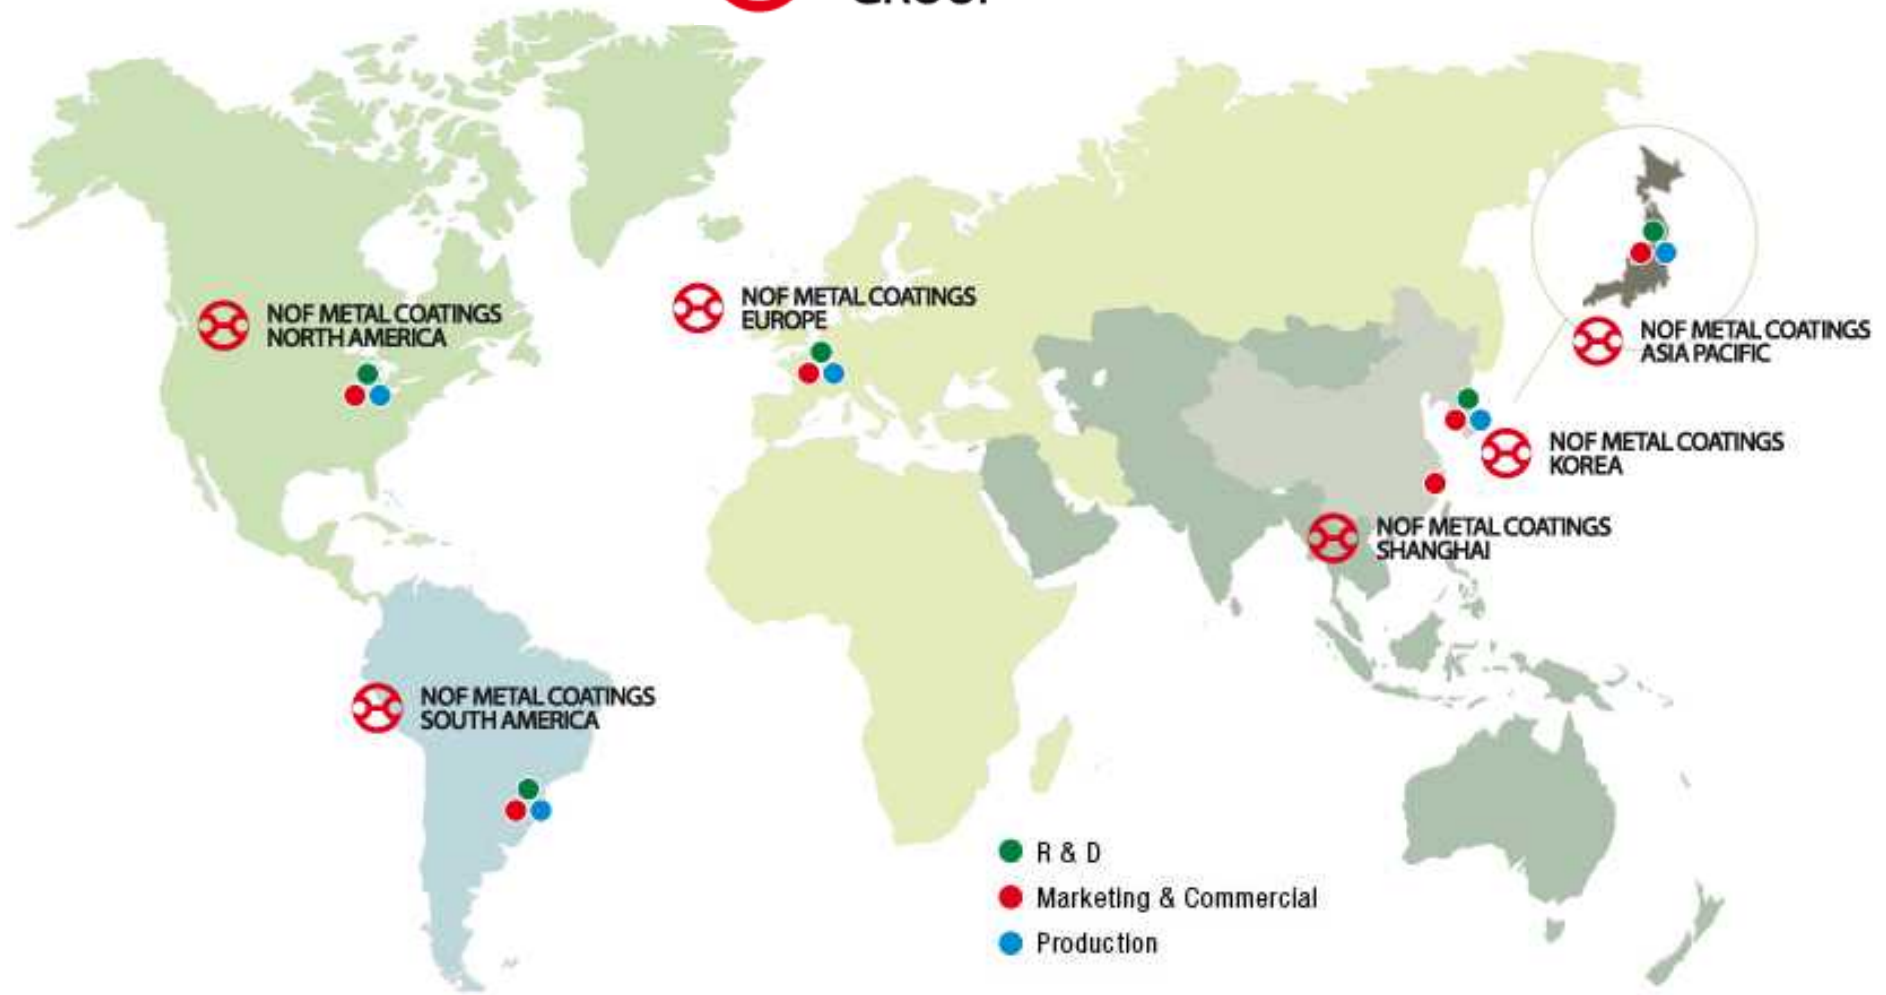 GROUP
NOF METAL COATINGS
NORTH AMERICA
NOF METAL COATINGS
EUROPE
NOF METAL COATINGS
ASIA PACIFIC
NOF METAL COATINGS
KOREA
NOF METAL COATINGS
SHANGHAI
NOF METAL COATINGS
SOUTH AMERICA
R & D
Marketing & Commercial
Production